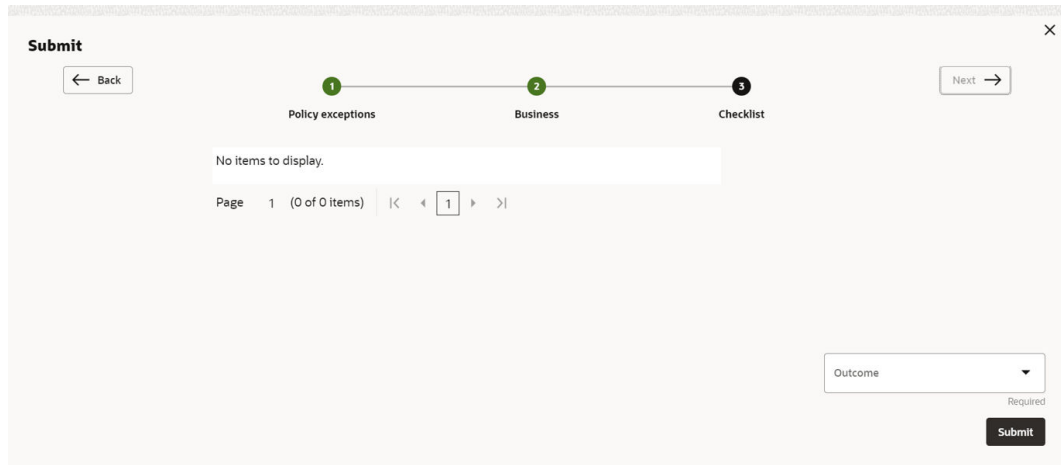 Submit
Back
Next
1
2
3
Policy exceptions
Business
Checklist
No items to display.
Page 1 (0 of 0 items) 1
Outcome
Required
Submit